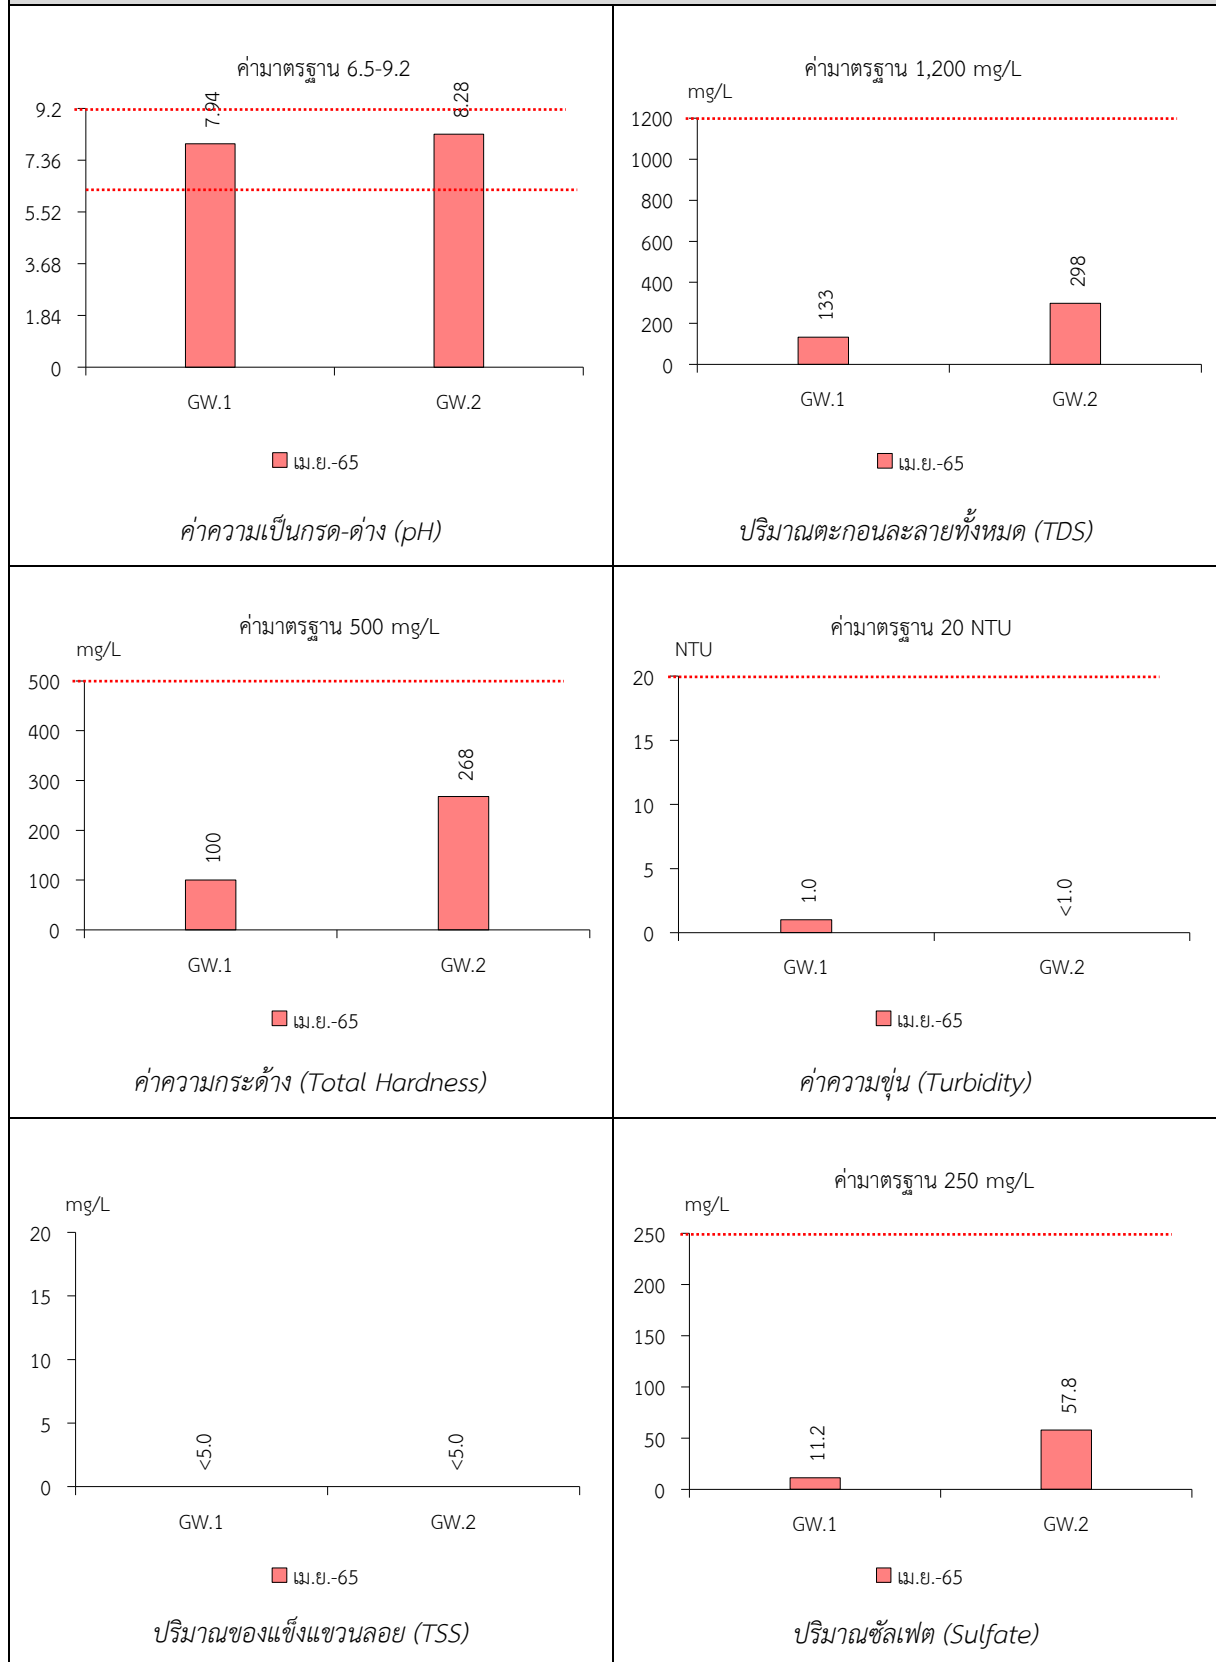 ค่ามาตรฐาน 6.5-9.2
9.2
7.36
5.52
3.68
1.84
0
7.94
8.28
GW.1
GW.2
เม.ย.-65
ค่าความเป็นกรด-ด่าง (pH)
ค่ามาตรฐาน 1,200 mg/L
mg/L
1200
1000
800
600
400
200
0
133
298
GW.1
GW.2
เม.ย.-65
ปริมาณตะกอนละลายทั้งหมด (TDS)
ค่ามาตรฐาน 500 mg/L
mg/L
500
400
300
200
100
0
100
268
GW.1
GW.2
เม.ย.-65
ค่าความกระด้าง (Total Hardness)
ค่ามาตรฐาน 20 NTU
NTU
20
15
10
5
0
1.0
<1.0
GW.1
GW.2
เม.ย.-65
ค่าความขุ่น (Turbidity)
mg/L
20
15
10
5
0
<5.0
<5.0
GW.1
GW.2
เม.ย.-65
ปริมาณของแข็งแขวนลอย (TSS)
ค่ามาตรฐาน 250 mg/L
mg/L
250
200
150
100
50
0
11.2
57.8
GW.1
GW.2
เม.ย.-65
ปริมาณซัลเฟต (Sulfate)